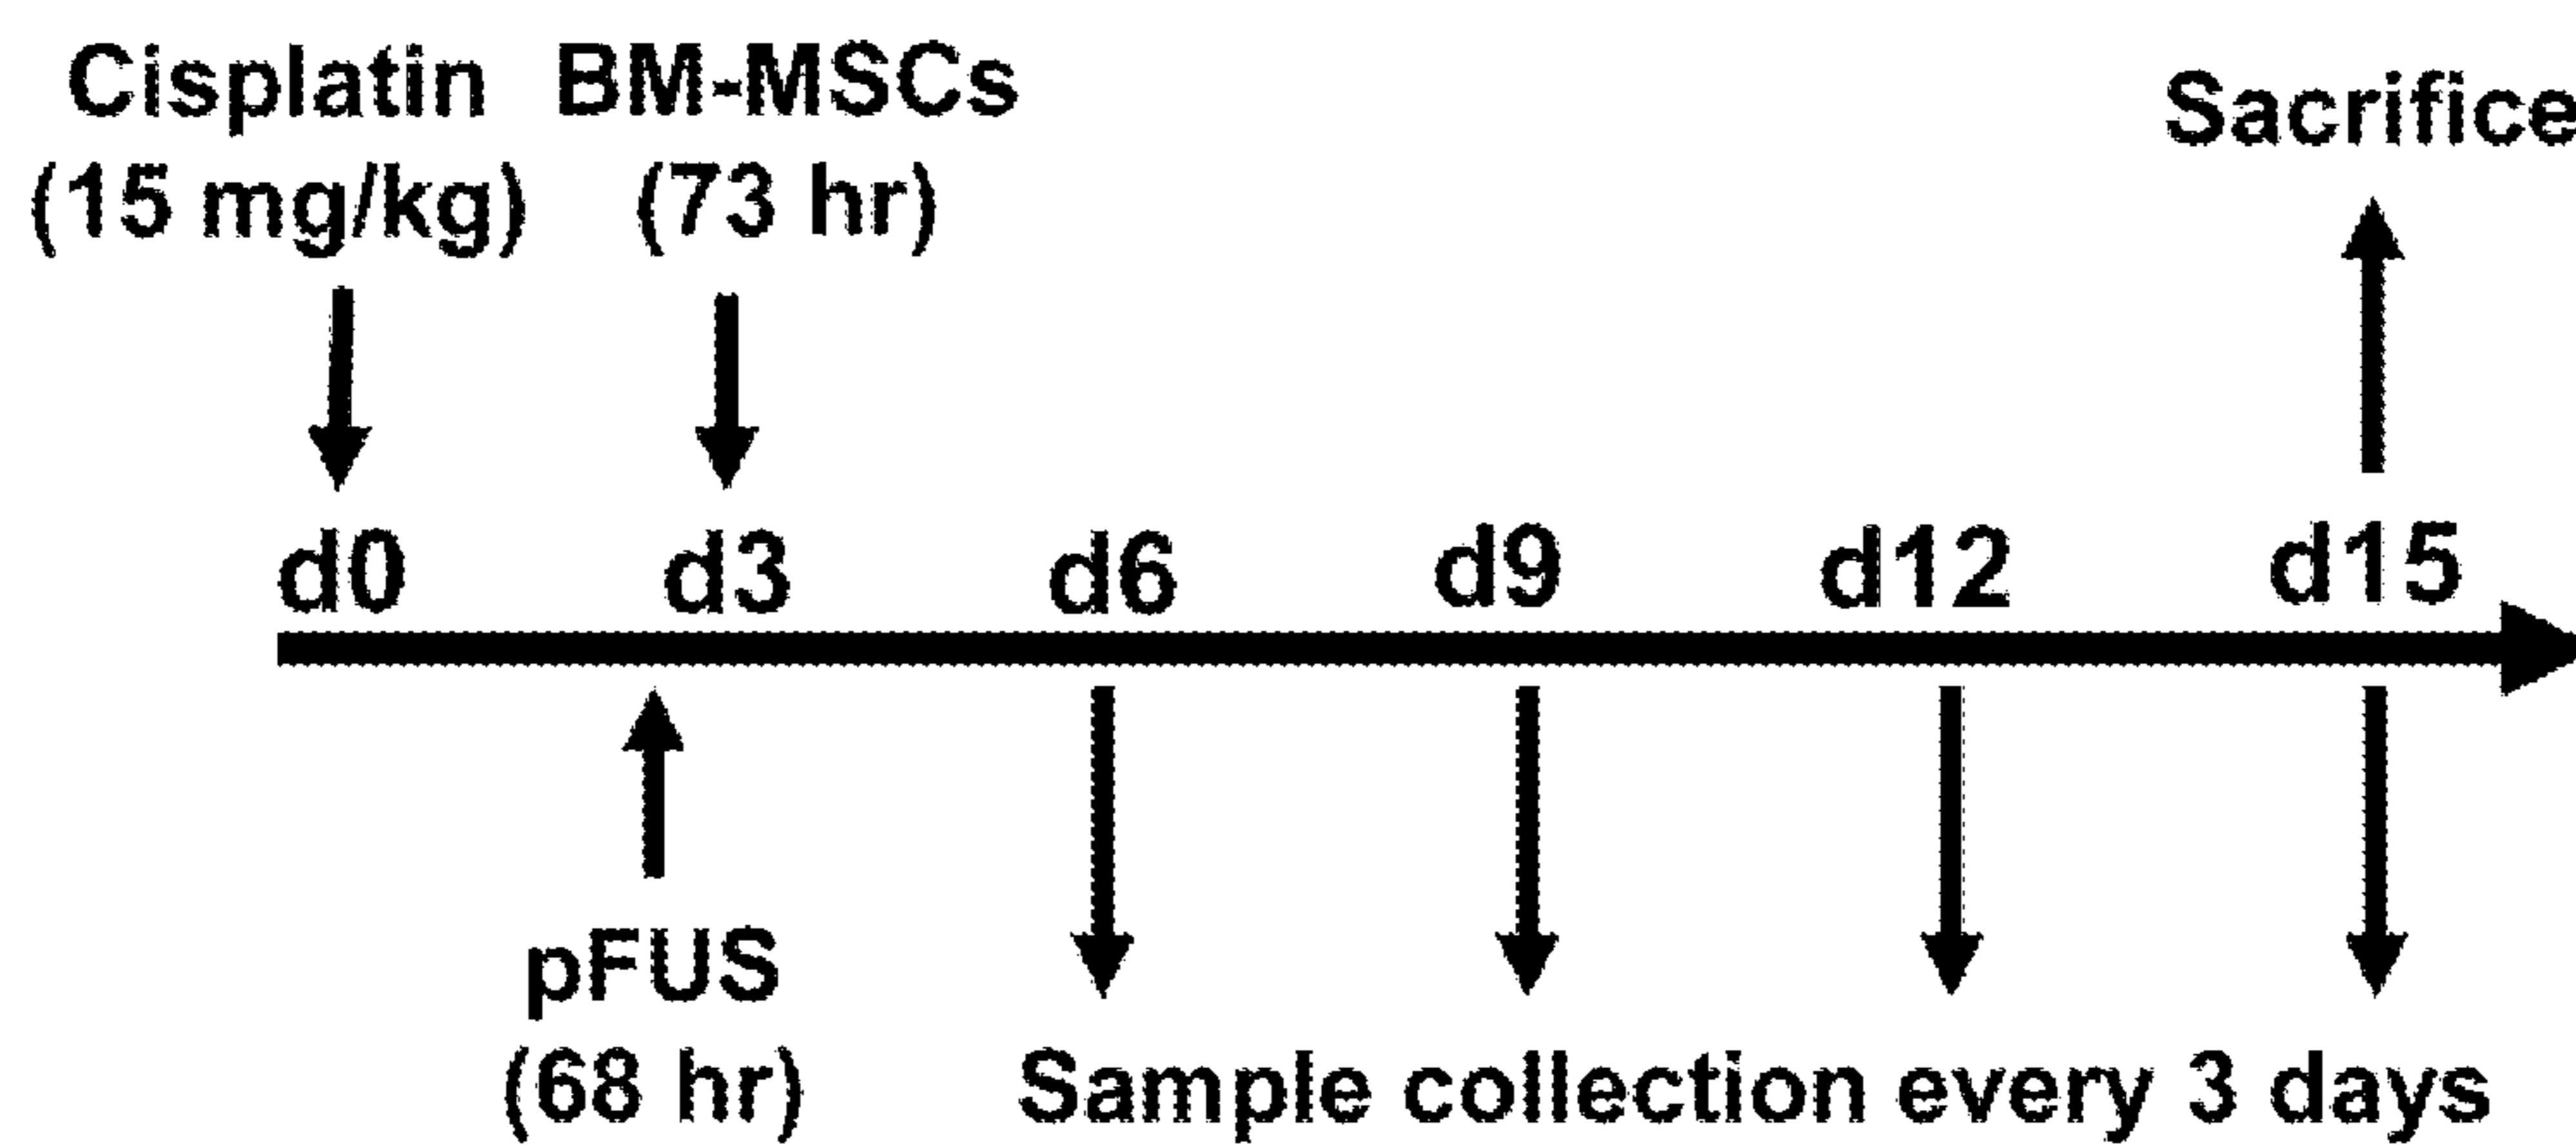 Cisplatin BM-MSCs Sacrifice
(15 mg/kg) (73 hr)
d0 d3 d6 d9 d12 d15
pFUS
(68 hr) Sample collection every 3 days